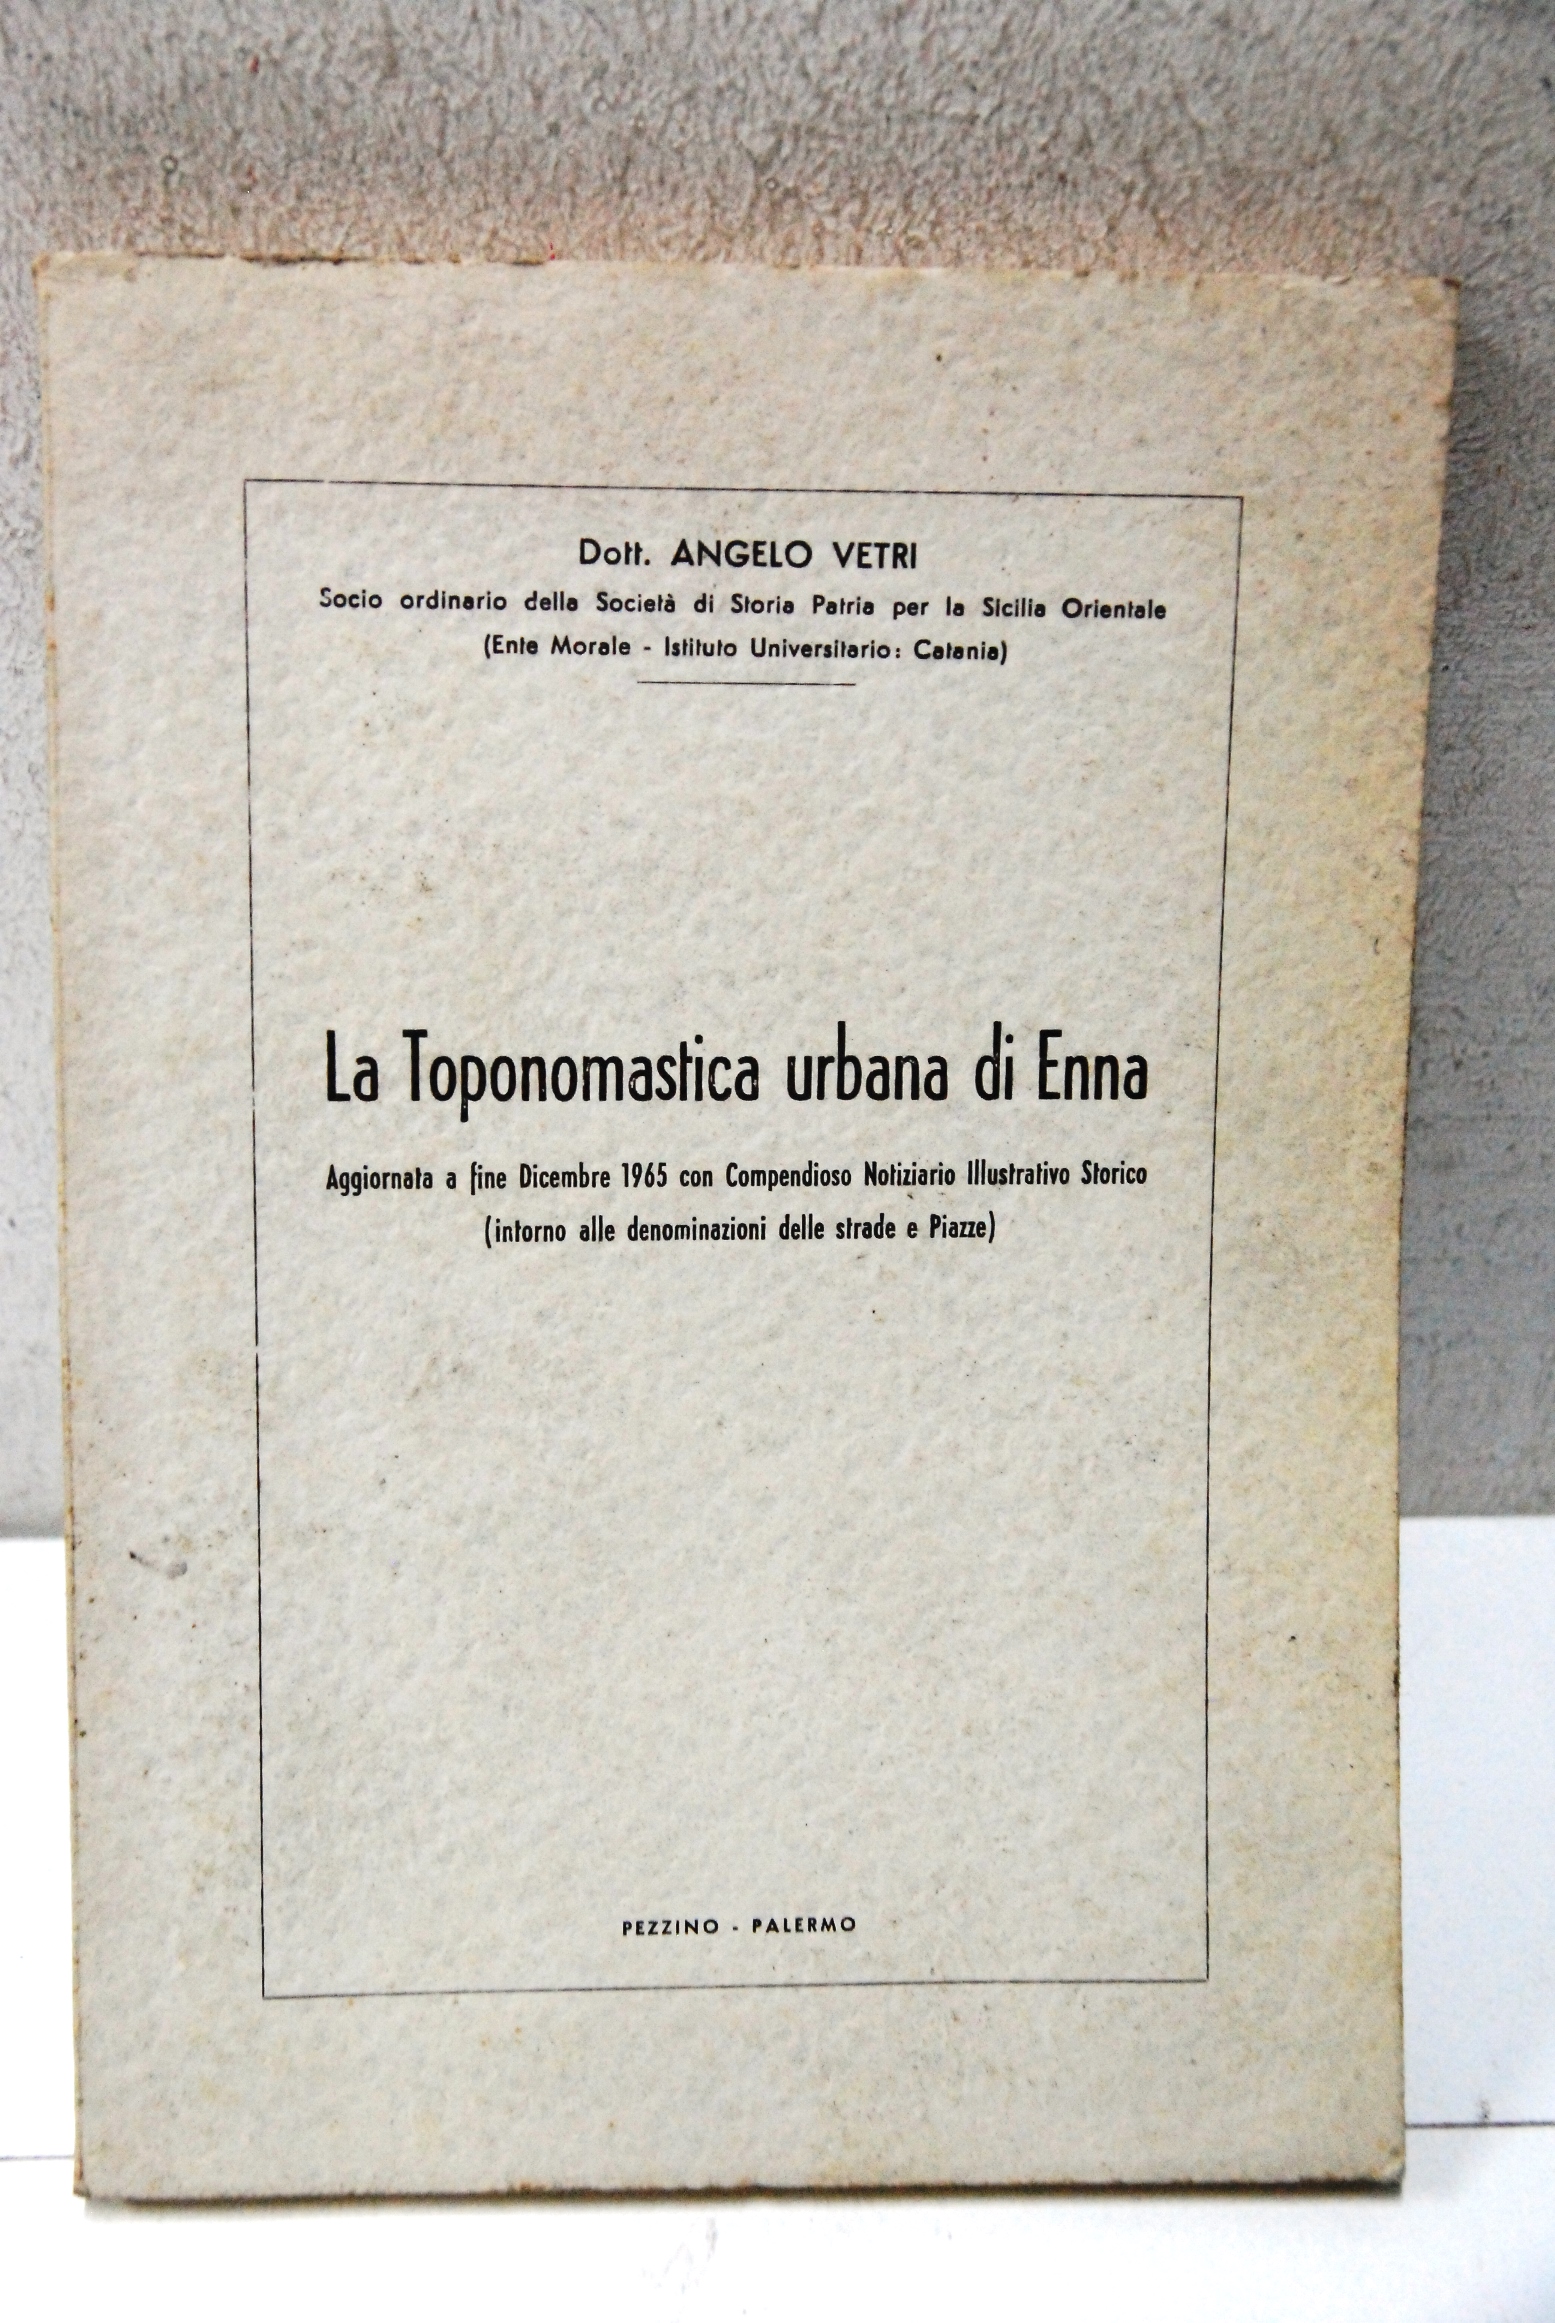 Dott. ANGELO VETRI
Socio ordinario della Società di Storia Patria per la Sicilia Orientale
(Ente Morale - Istituto Universitario: Catania)
La Toponomastica urbana di Enna
Aggiornata a fine Dicembre 1965 con Compendioso Notiziario Illustrativo Storico
(intorno alle denominazioni delle strade e Piazze)
PEZZINO - PALERMO